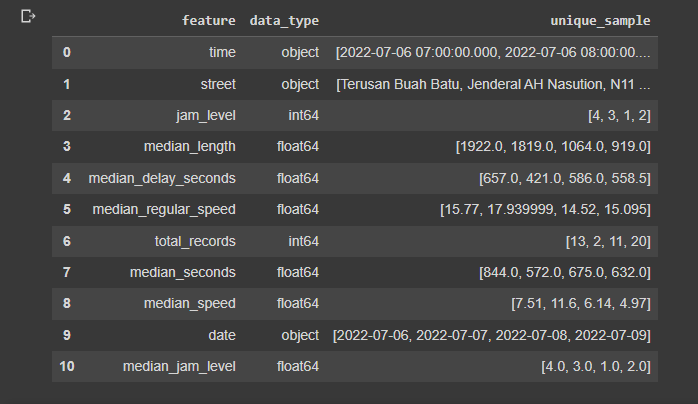 feature data_type unique_sample
0 time object [2022-07-06 07:00:00.000, 2022-07-06 08:00:00....
1 street object [Terusan Buah Batu, Jenderal AH Nasution, N11 ...
2 jam_level int64 [4, 3, 1, 2]
3 median_length float64 [1922.0, 1819.0, 1064.0, 919.0]
4 median_delay_seconds float64 [657.0, 421.0, 586.0, 558.5]
5 median_regular_speed float64 [15.77, 17.939999, 14.52, 15.095]
6 total_records int64 [13, 2, 11, 20]
7 median_seconds float64 [844.0, 572.0, 675.0, 632.0]
8 median_speed float64 [7.51, 11.6, 6.14, 4.97]
9 date object [2022-07-06, 2022-07-07, 2022-07-08, 2022-07-09]
10 median_jam_level float64 [4.0, 3.0, 1.0, 2.0]